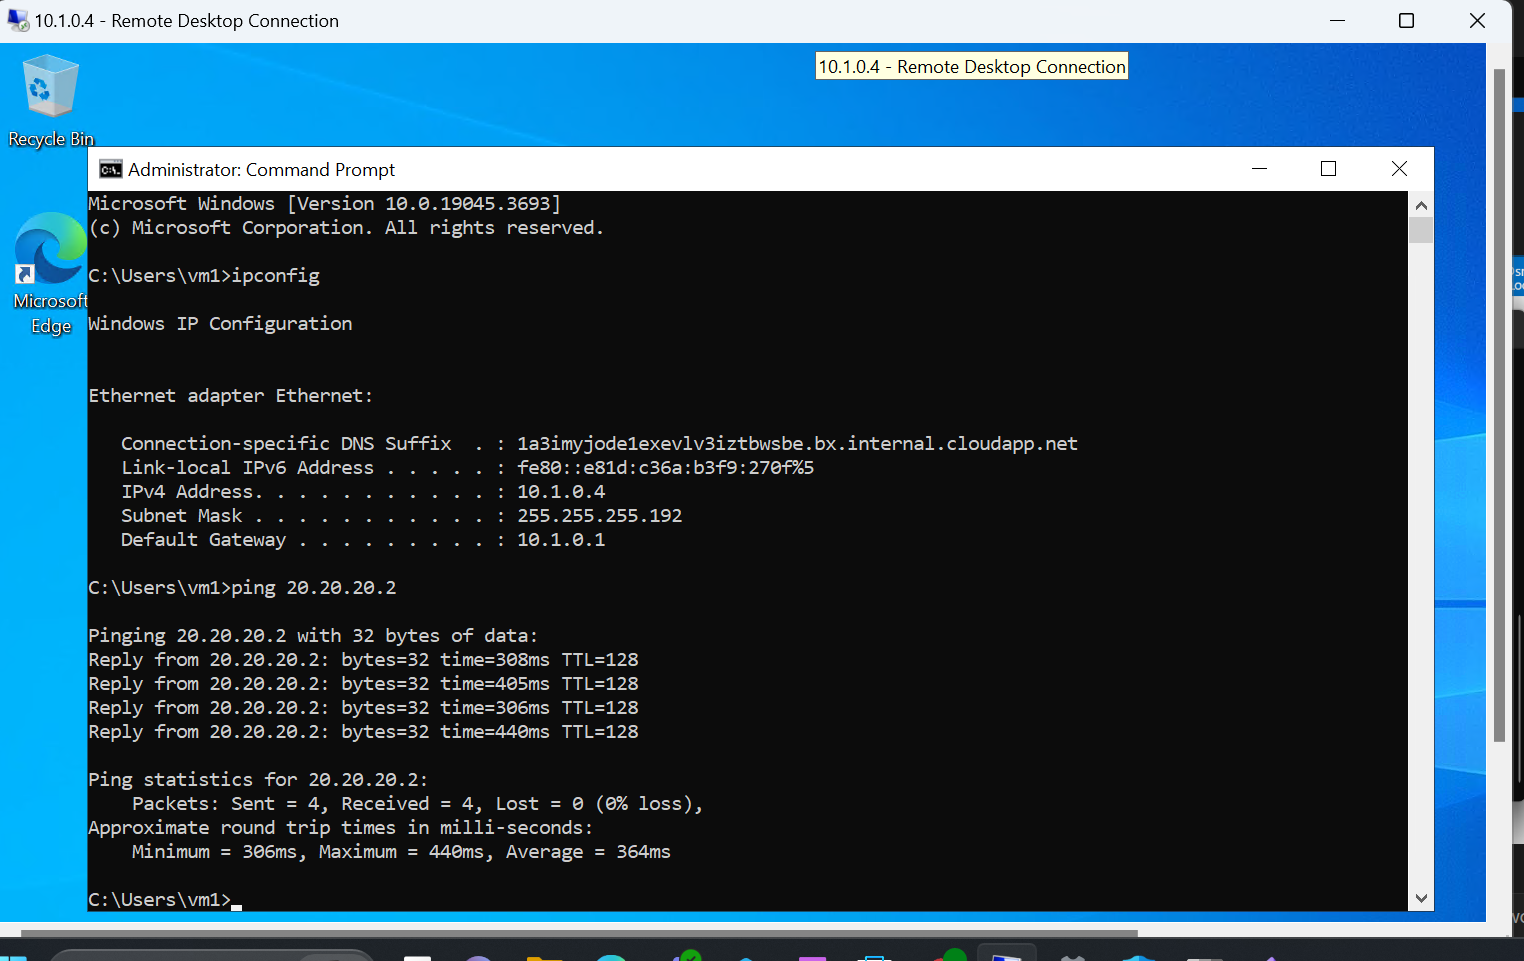 10.1.0.4 - Remote Desktop Connection
10.1.0.4 - Remote Desktop Connection
Recycle Bin
Administrator: Command Prompt
Microsoft Windows [Version 10.0.19045.3693]
(c) Microsoft Corporation. All rights reserved.
C:\Users\vm1>ipconfig
Microsoft
Edge
Windows IP Configuration
Ethernet adapter Ethernet:
Connection-specific DNS Suffix  . : 1a3imyjode1exevlv3iztbwsbe.bx.internal.cloudapp.net
Link-local IPv6 Address . . . . . : fe80::e81d:c36a:b3f9:270f%5
IPv4 Address. . . . . . . . . . . : 10.1.0.4
Subnet Mask . . . . . . . . . . . : 255.255.255.192
Default Gateway . . . . . . . . . : 10.1.0.1
C:\Users\vm1>ping 20.20.20.2
Pinging 20.20.20.2 with 32 bytes of data:
Reply from 20.20.20.2: bytes=32 time=308ms TTL=128
Reply from 20.20.20.2: bytes=32 time=405ms TTL=128
Reply from 20.20.20.2: bytes=32 time=306ms TTL=128
Reply from 20.20.20.2: bytes=32 time=440ms TTL=128
Ping statistics for 20.20.20.2:
Packets: Sent = 4, Received = 4, Lost = 0 (0% loss),
Approximate round trip times in milli-seconds:
Minimum = 306ms, Maximum = 440ms, Average = 364ms
C:\Users\vm1>